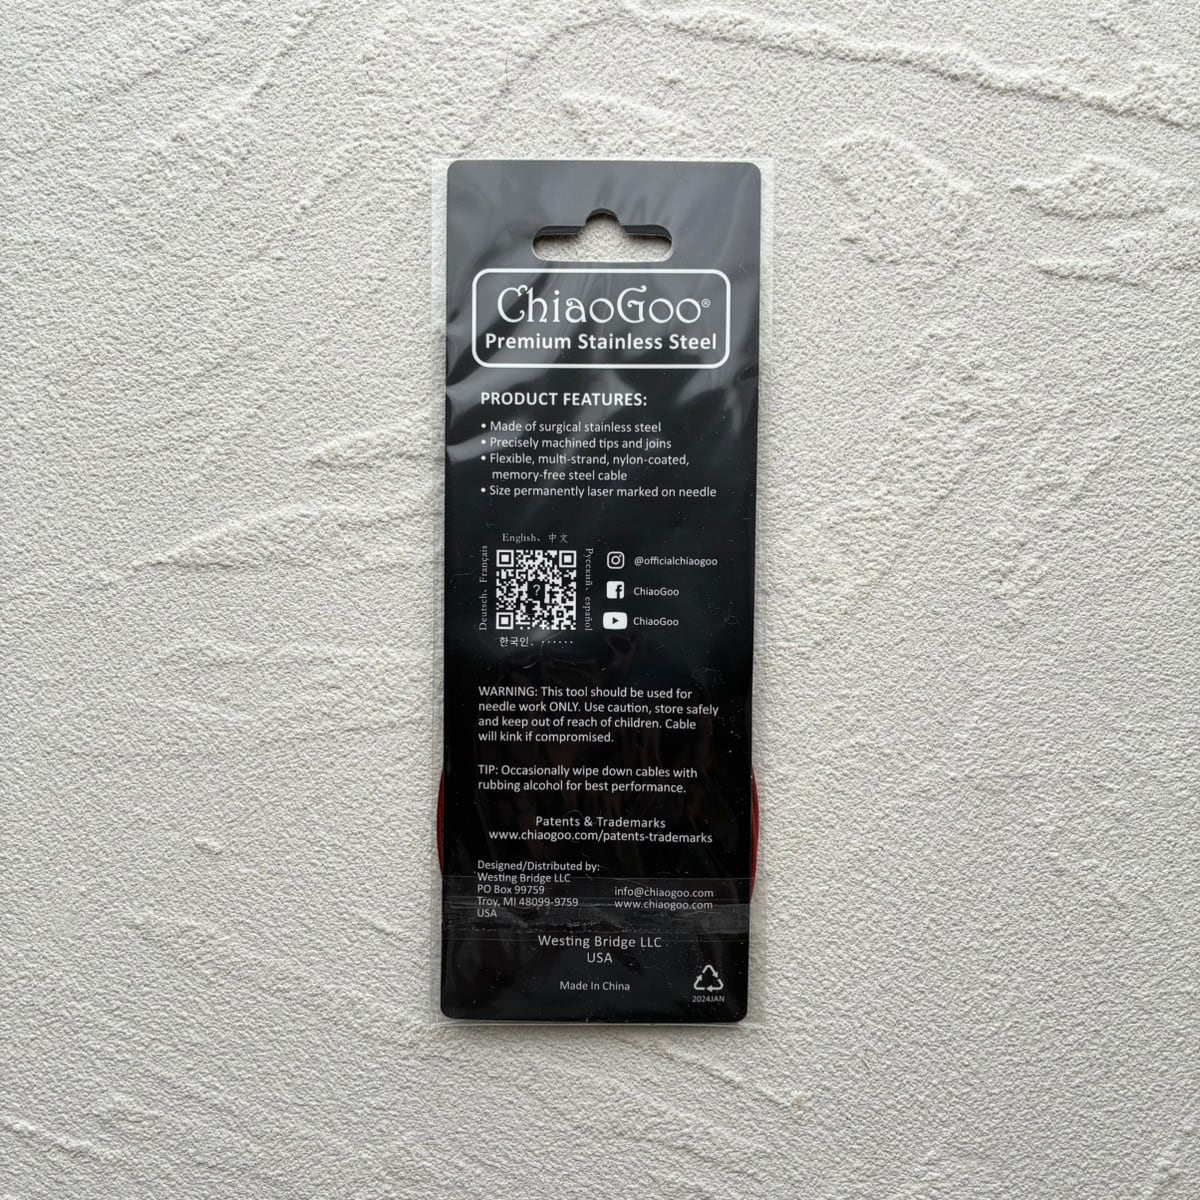 ChiaoGoo®
Premium Stainless Steel
PRODUCT FEATURES:
• Made of surgical stainless steel
• Precisely machined tips and joins
• Flexible, multi-strand, nylon-coated,
memory-free steel cable
• Size permanently laser marked on needle
English、中文
Deutsch、Français
?
Русский、español
한국인、······
@officialchiaogoo
ChiaoGoo
ChiaoGoo
WARNING: This tool should be used for
needle work ONLY. Use caution, store safely
and keep out of reach of children. Cable
will kink if compromised.
TIP: Occasionally wipe down cables with
rubbing alcohol for best performance.
Patents & Trademarks
www.chiaogoo.com/patents-trademarks
Designed/Distributed by:
Westing Bridge LLC
PO Box 99759
Troy, MI 48099-9759
USA
info@chiaogoo.com
www.chiaogoo.com
Westing Bridge LLC
USA
Made In China
2024JAN